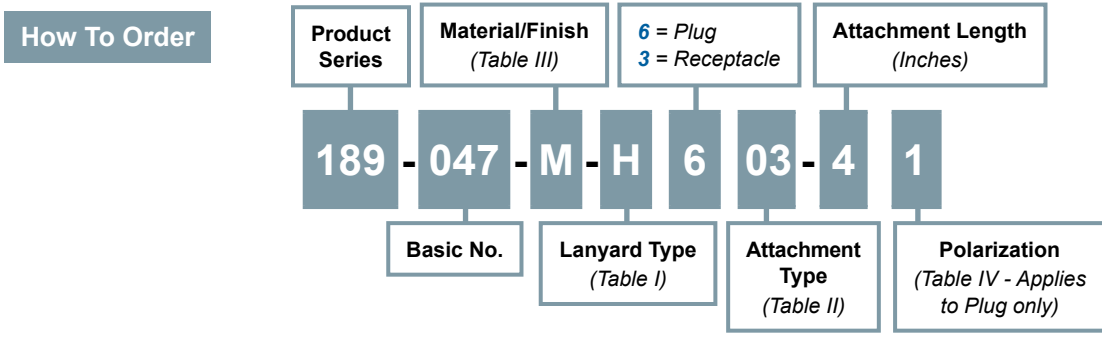 How To Order
Product
Series
Material/Finish
(Table III)
6 = Plug
3 = Receptacle
Attachment Length
(Inches)
189 - 047 - M - H 6 03 - 4 1
Basic No.
Lanyard Type
(Table I)
Attachment
Type
(Table II)
Polarization
(Table IV - Applies
to Plug only)